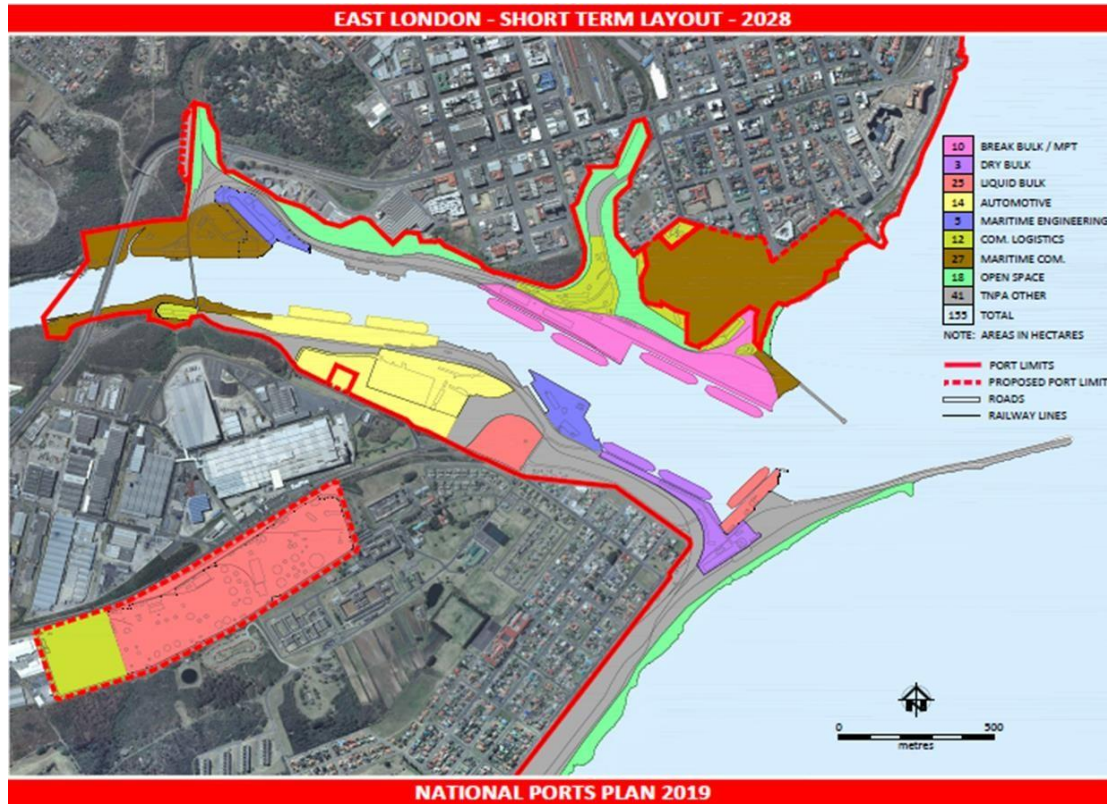 EAST LONDON - SHORT TERM LAYOUT - 2028
10 BREAK BULK / MPT
3 DRY BULK
25 LIQUID BULK
14 AUTOMOTIVE
5 MARITIME ENGINEERING
12 COM. LOGISTICS
27 MARITIME COM.
18 OPEN SPACE
41 TNPA OTHER
155 TOTAL
NOTE: AREAS IN HECTARES
PORT LIMITS
PROPOSED PORT LIMIT
ROADS
RAILWAY LINES
N
0 500
metres
NATIONAL PORTS PLAN 2019